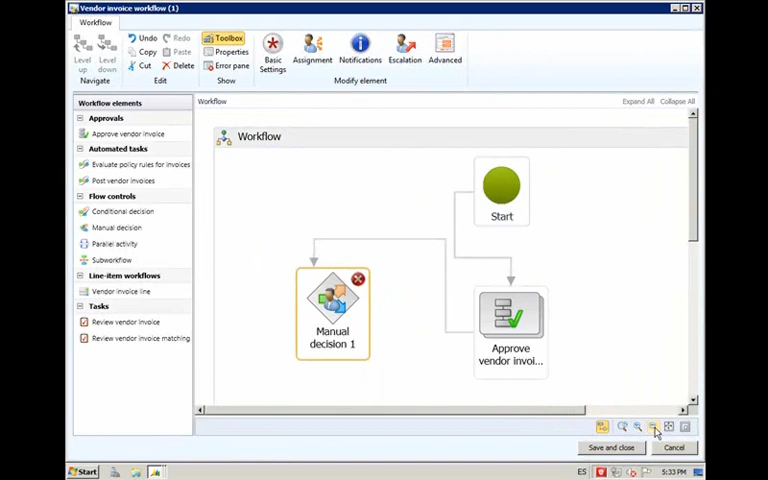 Vendor invoice workflow (1)
Workflow
Level up
Level down
Navigate
Undo
Redo
Copy
Paste
Cut
Delete
Edit
Toolbox
Properties
Error pane
Show
Basic Settings
Assignment
Notifications
Escalation
Advanced
Modify element
Workflow elements
Approvals
Approve vendor invoice
Automated tasks
Evaluate policy rules for invoices
Post vendor invoices
Flow controls
Conditional decision
Manual decision
Parallel activity
Subworkflow
Line-item workflows
Vendor invoice line
Tasks
Review vendor invoice
Review vendor invoice matching
Workflow
Expand All
Collapse All
Workflow
Start
Manual
decision 1
Approve
vendor invoi...
Save and close
Cancel
Start
ES
5:33 PM